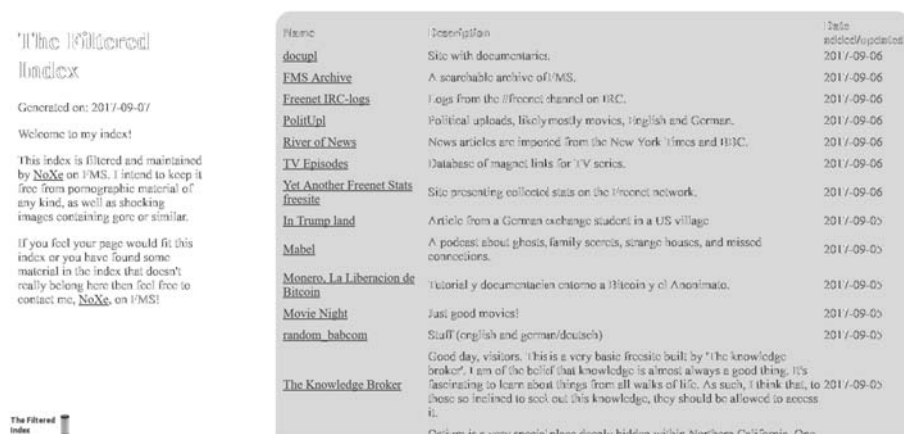 The Filtered
Index
Generated on: 2017-09-07
Welcome to my index!
This index is filtered and maintained
by NoXe on FMS. I intend to keep it
free from pornographic material of
any kind, as well as shocking
images containing gore or similar.
If you feel your page would fit this
index or you have found some
material in the index that doesn't
really belong here then feel free to
contact me, NoXe, on FMS!
The Filtered
Index
Name Description Date
added/updated
docupl Site with documentaries. 2017-09-06
FMS Archive A searchable archive of FMS. 2017-09-06
Freenet IRC-logs Logs from the #freenet channel on IRC. 2017-09-06
PolitUpl Political uploads, likely mostly movies, English and German. 2017-09-06
River of News News articles are imported from the New York Times and BBC. 2017-09-06
TV Episodes Database of magnet links for TV series. 2017-09-06
Yet Another Freenet Stats
freesite Site presenting collected stats on the Freenet network. 2017-09-06
In Trump land Article from a German exchange student in a US village 2017-09-05
Mabel A podcast about ghosts, family secrets, strange houses, and missed
connections. 2017-09-05
Monero, La Liberacion de
Bitcoin Tutorial y documentacion entorno a Bitcoin y el Anonimato. 2017-09-05
Movie Night Just good movies! 2017-09-05
random_babcom Stuff (english and german/deutsch) 2017-09-05
The Knowledge Broker Good day, visitors. This is a very basic freesite built by 'The knowledge
broker'. I am of the belief that knowledge is almost always a good thing. It's
fascinating to learn about things from all walks of life. As such, I think that, to 2017-09-05
those so inclined to seek out this knowledge, they should be allowed to access
it.
is a very special place deeply hidden within Northern California. One